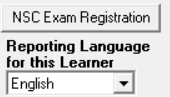 NSC Exam Registration
Reporting Language
for this Learner
English